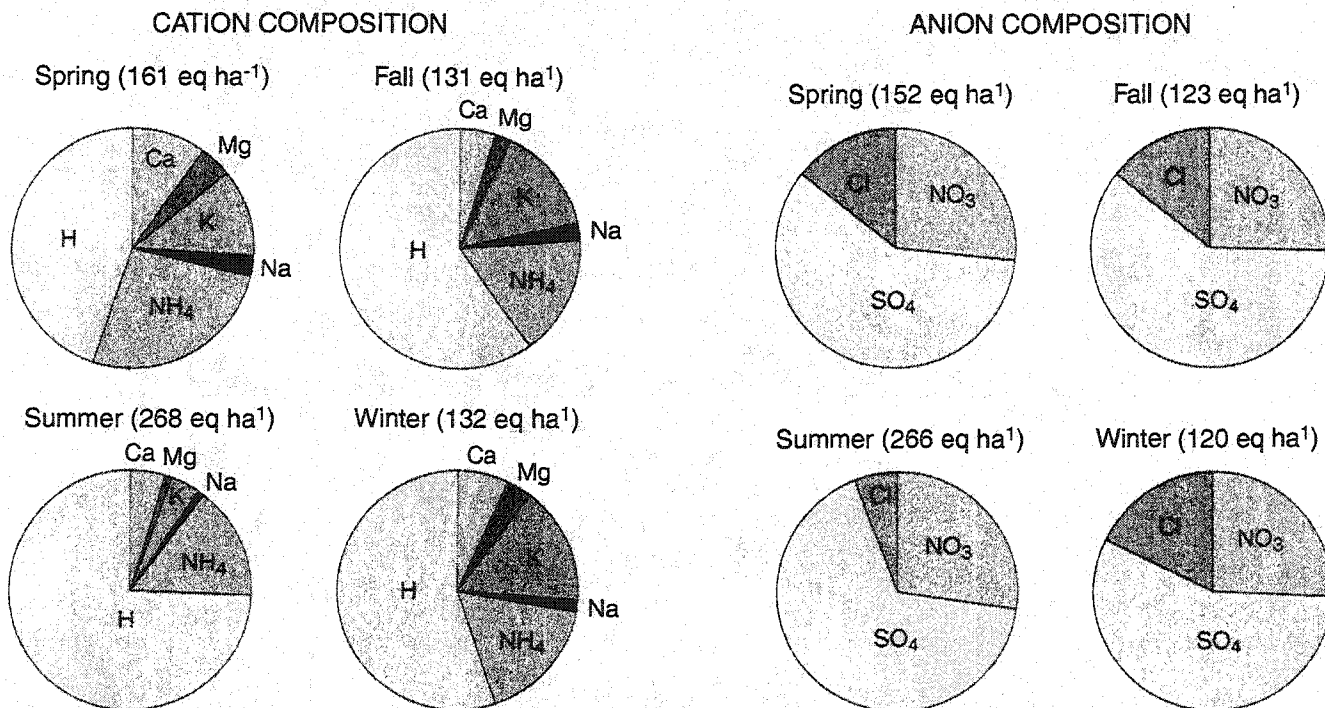 CATION COMPOSITION
Spring (161 eq ha⁻¹)
Ca
Mg
K
Na
NH₄
H
Fall (131 eq ha¹)
Ca
Mg
K
Na
NH₄
H
Summer (268 eq ha¹)
Ca
Mg
K
Na
NH₄
H
Winter (132 eq ha¹)
Ca
Mg
K
Na
NH₄
H
ANION COMPOSITION
Spring (152 eq ha¹)
Cl
NO₃
SO₄
Fall (123 eq ha¹)
Cl
NO₃
SO₄
Summer (266 eq ha¹)
Cl
NO₃
SO₄
Winter (120 eq ha¹)
Cl
NO₃
SO₄